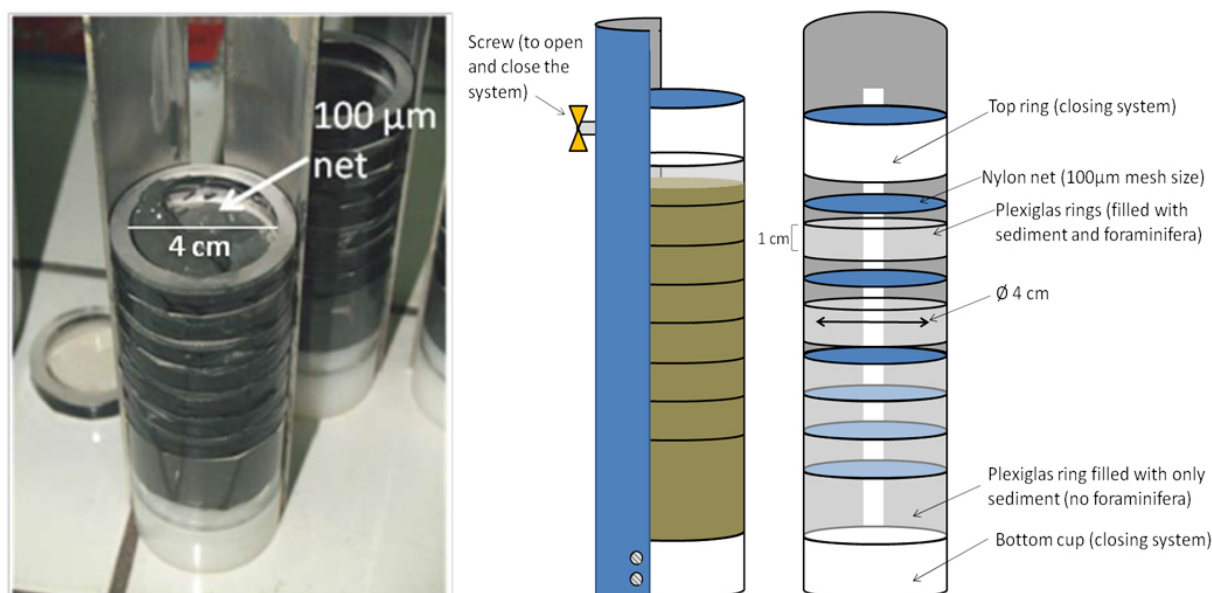 100 µm
net
4 cm
Screw (to open
and close the
system)
Top ring (closing system)
Nylon net (100µm mesh size)
Plexiglas rings (filled with
sediment and foraminifera)
1 cm
Ø 4 cm
Plexiglas ring filled with only
sediment (no foraminifera)
Bottom cup (closing system)